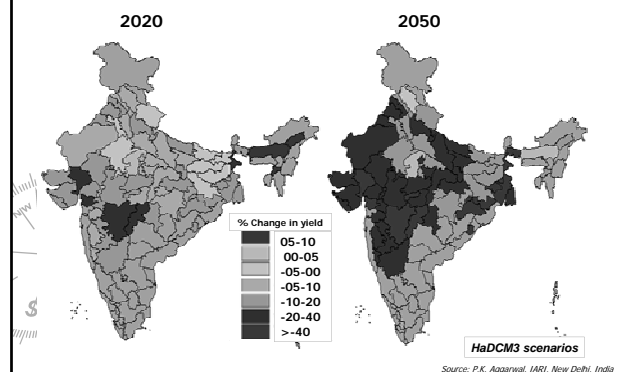 2020
2050
% Change in yield
05-10
00-05
-05-00
-05-10
-10-20
-20-40
>-40
NW
S
HaDCM3 scenarios
Source: P.K. Aggarwal, IARI, New Delhi, India